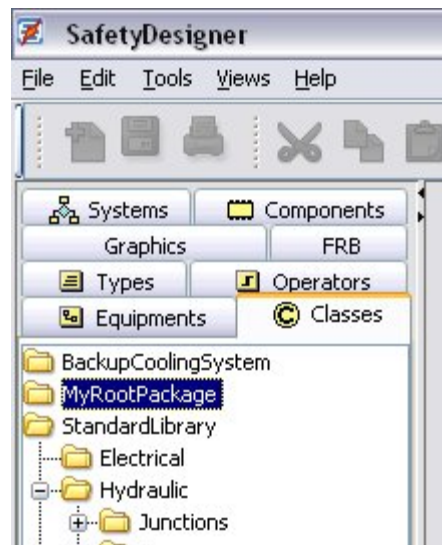 SafetyDesigner
File Edit Tools Views Help
Systems Components
Graphics FRB
Types Operators
Equipments © Classes
BackupCoolingSystem
MyRootPackage
StandardLibrary
Electrical
Hydraulic
Junctions